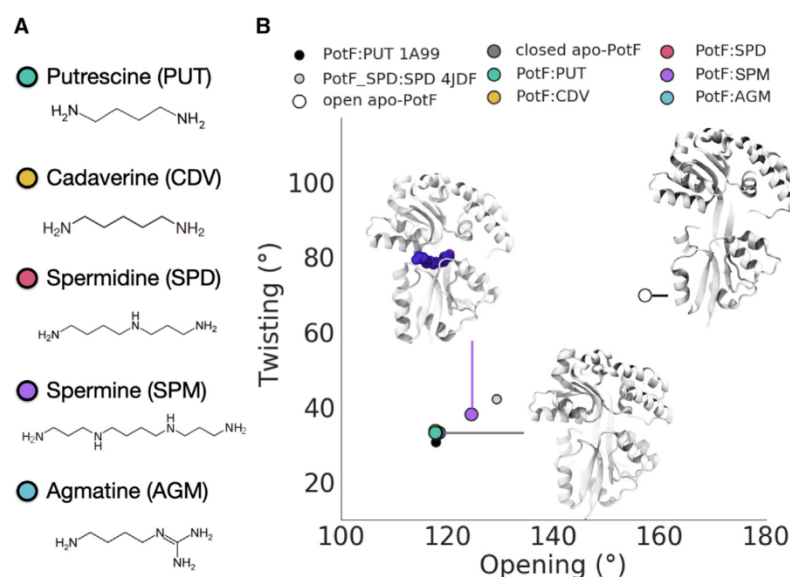 A
Putrescine (PUT)
H₂N
NH₂
Cadaverine (CDV)
H₂N
NH₂
Spermidine (SPD)
H₂N
H
N
NH₂
Spermine (SPM)
H₂N
N
H
H
N
NH₂
Agmatine (AGM)
H₂N
N
NH₂
NH₂
B
PotF:PUT 1A99
PotF_SPD:SPD 4JDF
open apo-PotF
closed apo-PotF
PotF:PUT
PotF:CDV
PotF:SPD
PotF:SPM
PotF:AGM
Twisting (°)
100
80
60
40
20
100 120 140 160 180
Opening (°)